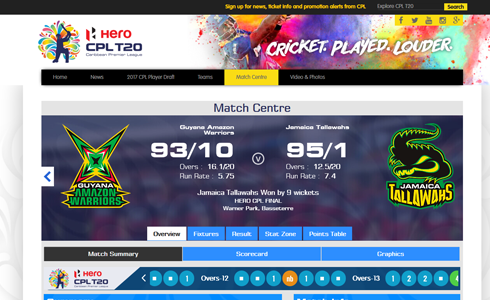 Sign up for news, ticket info and promotion alerts from CPL
Explore CPL T20
Search
Hero
CPLT20
Caribbean Premier League
CRICKET. PLAYED. LOUDER.
Home
News
2017 CPL Player Draft
Teams
Match Centre
Video & Photos
Match Centre
Guyana Amazon
Warriors
93/10
Overs : 16.1/20
Run Rate : 5.75
V
Jamaica Tallawahs
95/1
Overs : 12.5/20
Run Rate : 7.4
GUYANA
AMAZON
WARRIORS
JAMAICA
TALLAWAHS
Jamaica Tallawahs Won by 9 wickets
HERO CPL FINAL
Warner Park, Basseterre
Overview
Fixtures
Result
Stat Zone
Points Table
Match Summary
Scorecard
Graphics
Hero
CPLT20
1 Overs-12 1 nb 1 Overs-13 1 2 2 4